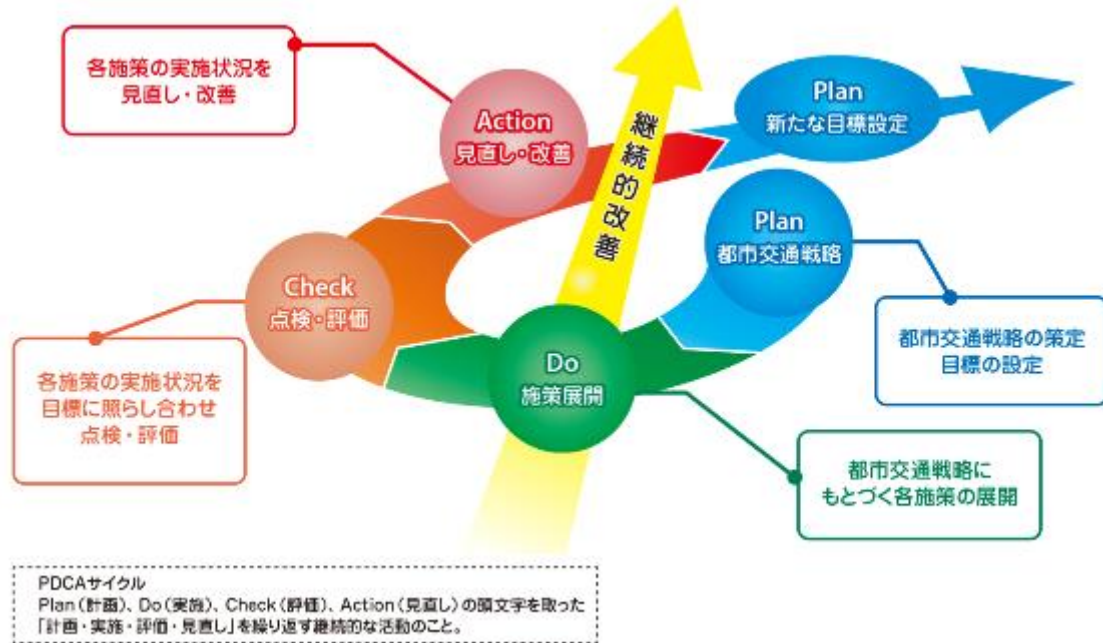 各施策の実施状況を
見直し・改善
Action
見直し・改善
継続的改善
Plan
新たな目標設定
Plan
都市交通戦略
Check
点検・評価
Do
施策展開
都市交通戦略の策定
目標の設定
各施策の実施状況を
目標に照らし合わせ
点検・評価
都市交通戦略に
もとづく各施策の展開
PDCAサイクル
Plan(計画)、Do(実施)、Check(評価)、Action(見直し)の頭文字を取った
「計画・実施・評価・見直し」を繰り返す継続的な活動のこと。